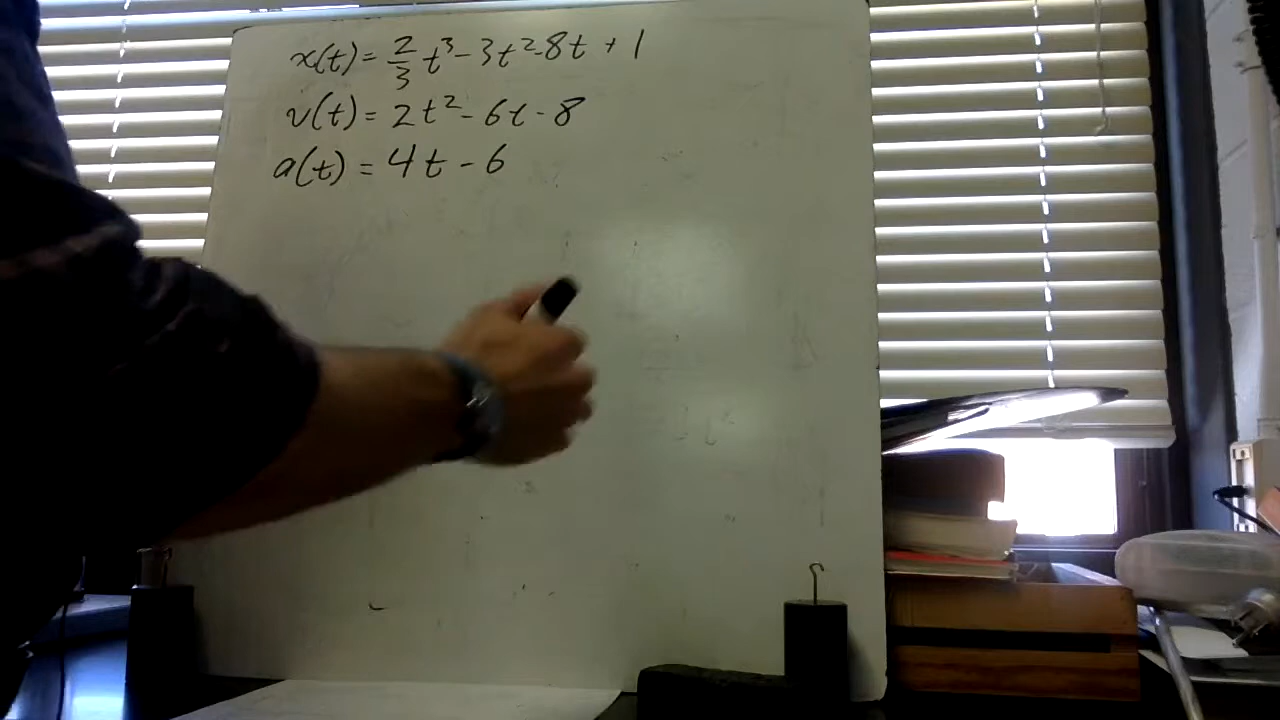 x(t) = 2/3 t³ - 3t² - 8t + 1
v(t) = 2t² - 6t - 8
a(t) = 4t - 6